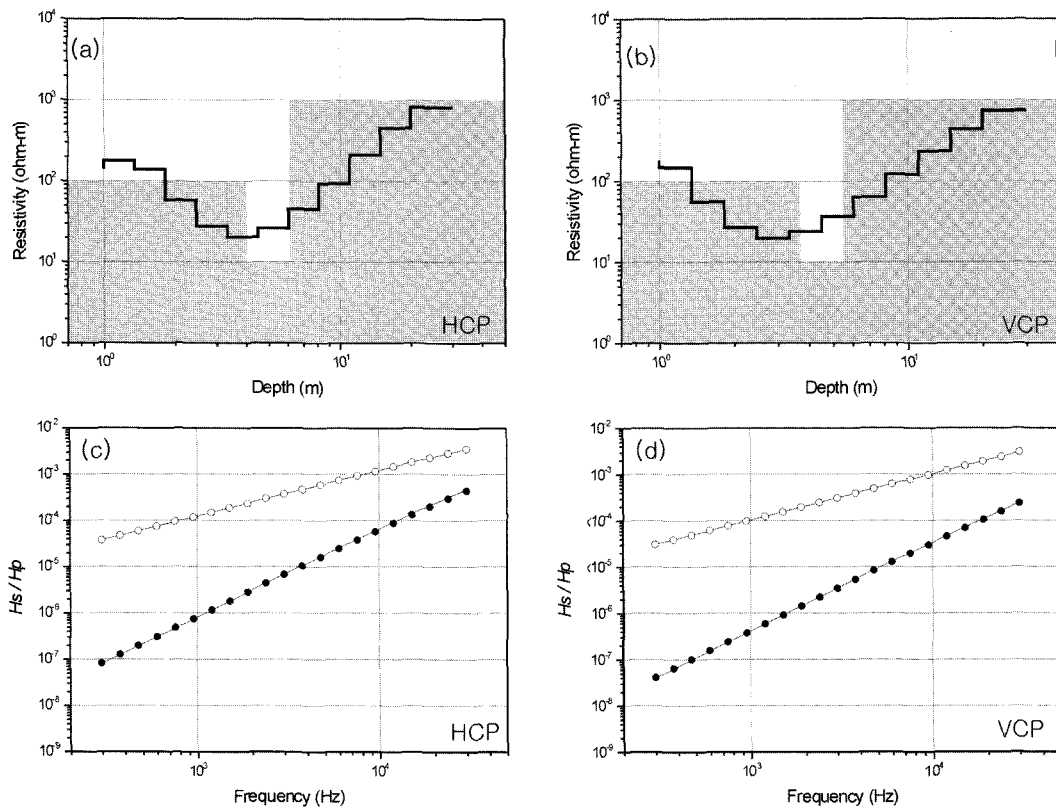 (a)
10⁴
10³
10²
10¹
10⁰
Resistivity (ohm-m)
HCP
10⁰
10¹
Depth (m)
(b)
10⁴
10³
10²
10¹
10⁰
Resistivity (ohm-m)
VCP
10⁰
10¹
Depth (m)
(c)
10⁻²
10⁻³
10⁻⁴
10⁻⁵
10⁻⁶
10⁻⁷
10⁻⁸
10⁻⁹
Hs / Hp
HCP
10³
10⁴
Frequency (Hz)
(d)
10⁻²
10⁻³
10⁻⁴
10⁻⁵
10⁻⁶
10⁻⁷
10⁻⁸
10⁻⁹
Hs / Hp
VCP
10³
10⁴
Frequency (Hz)